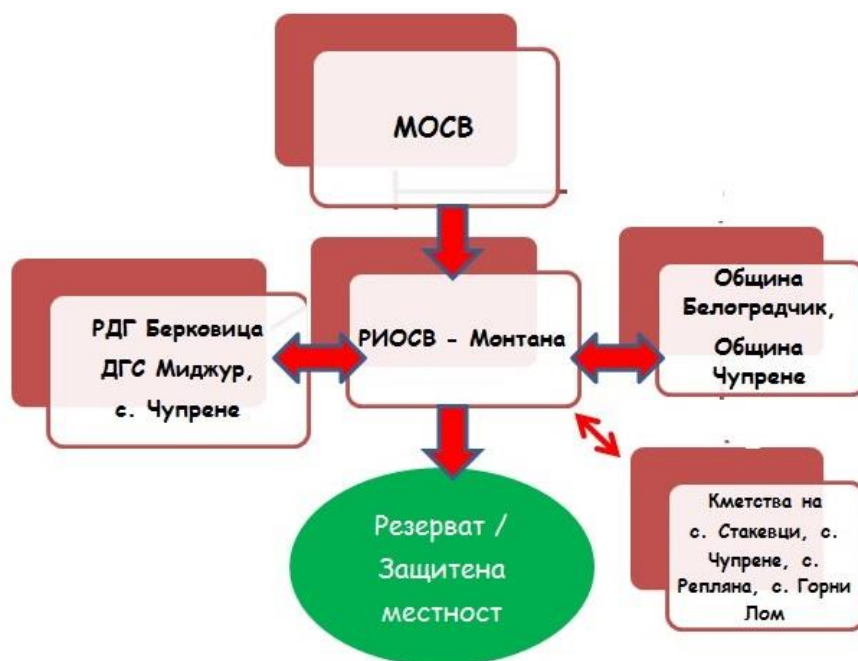 МОСВ
РДГ Берковица
ДГС Миджур,
с. Чупрене
РИОСВ - Монтана
Община
Белоградчик,
Община
Чупрене
Резерват /
Защитена
местност
Кметства на
с. Стакевци, с.
Чупрене, с.
Репляна, с. Горни
Лом